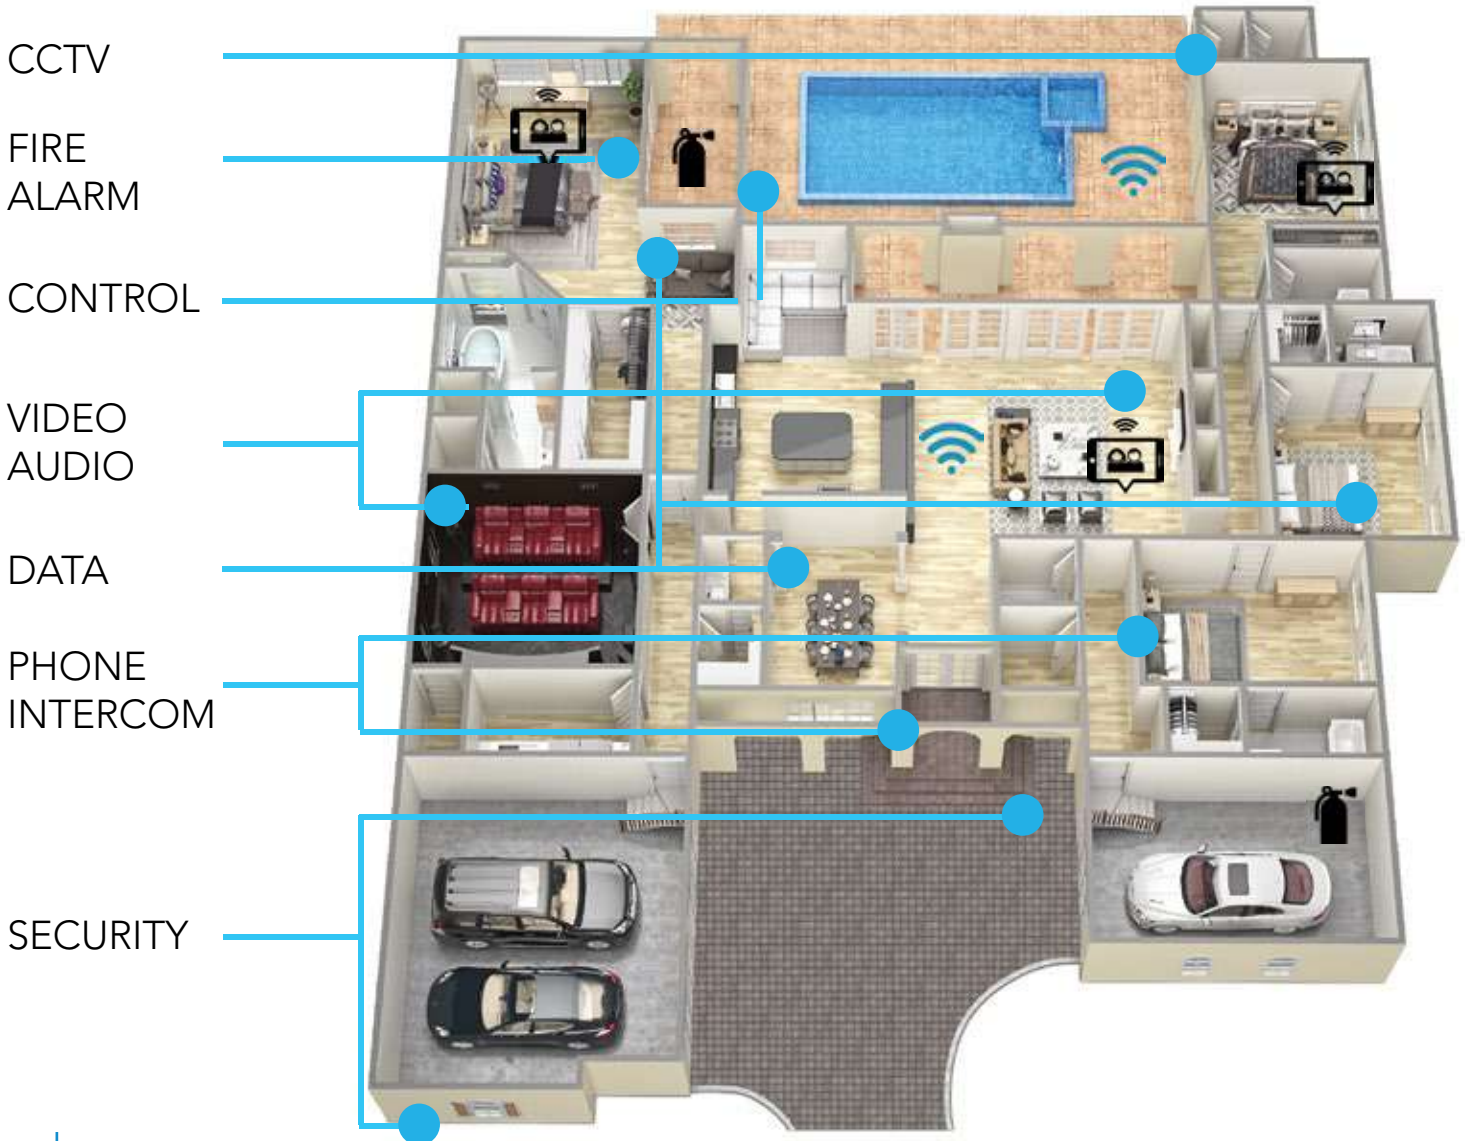 CCTV
FIRE
ALARM
CONTROL
VIDEO
AUDIO
DATA
PHONE
INTERCOM
SECURITY